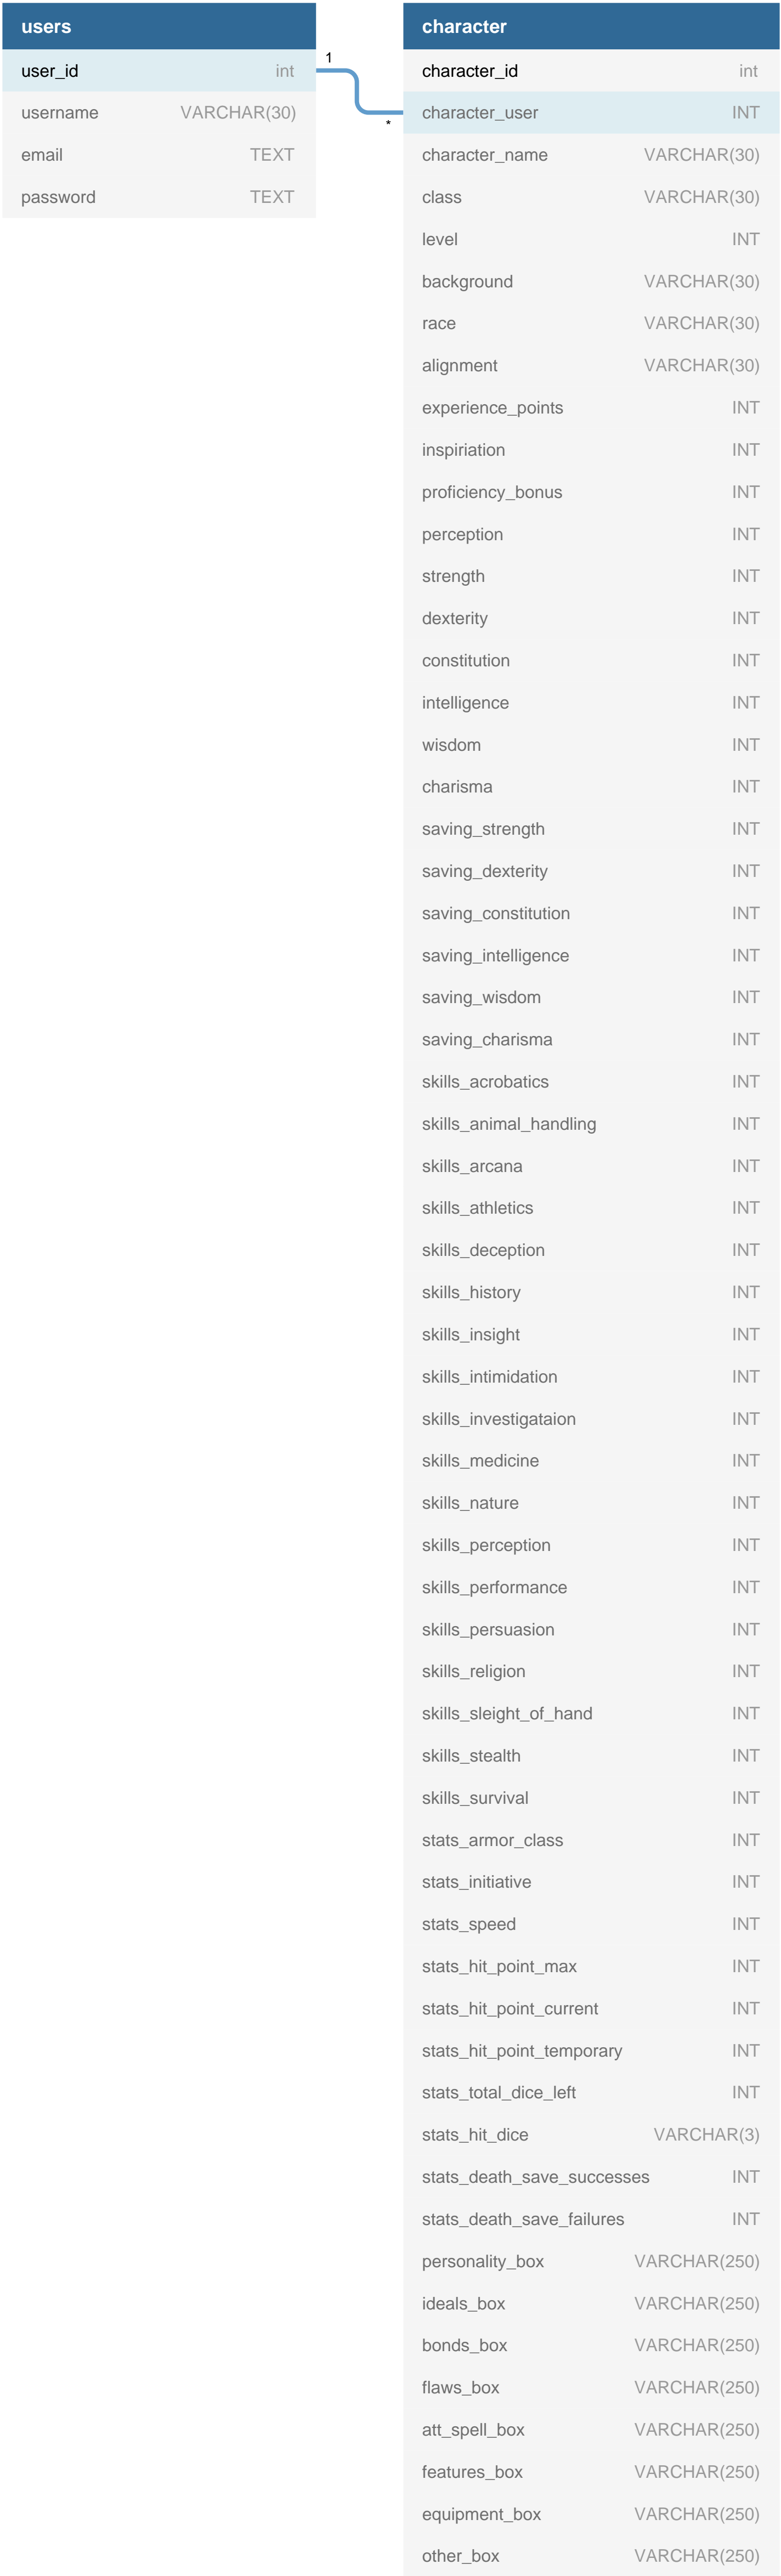 users
user_id int
username VARCHAR(30)
email TEXT
password TEXT
1
*
character
character_id int
character_user INT
character_name VARCHAR(30)
class VARCHAR(30)
level INT
background VARCHAR(30)
race VARCHAR(30)
alignment VARCHAR(30)
experience_points INT
inspiriation INT
proficiency_bonus INT
perception INT
strength INT
dexterity INT
constitution INT
intelligence INT
wisdom INT
charisma INT
saving_strength INT
saving_dexterity INT
saving_constitution INT
saving_intelligence INT
saving_wisdom INT
saving_charisma INT
skills_acrobatics INT
skills_animal_handling INT
skills_arcana INT
skills_athletics INT
skills_deception INT
skills_history INT
skills_insight INT
skills_intimidation INT
skills_investigataion INT
skills_medicine INT
skills_nature INT
skills_perception INT
skills_performance INT
skills_persuasion INT
skills_religion INT
skills_sleight_of_hand INT
skills_stealth INT
skills_survival INT
stats_armor_class INT
stats_initiative INT
stats_speed INT
stats_hit_point_max INT
stats_hit_point_current INT
stats_hit_point_temporary INT
stats_total_dice_left INT
stats_hit_dice VARCHAR(3)
stats_death_save_successes INT
stats_death_save_failures INT
personality_box VARCHAR(250)
ideals_box VARCHAR(250)
bonds_box VARCHAR(250)
flaws_box VARCHAR(250)
att_spell_box VARCHAR(250)
features_box VARCHAR(250)
equipment_box VARCHAR(250)
other_box VARCHAR(250)